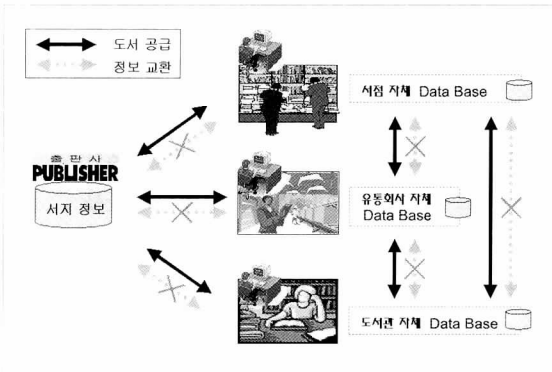 도서 공급
정보 교환
서점 자체 Data Base
출 판 사
PUBLISHER
서지 정보
유통회사 자체
Data Base
도서관 자체 Data Base